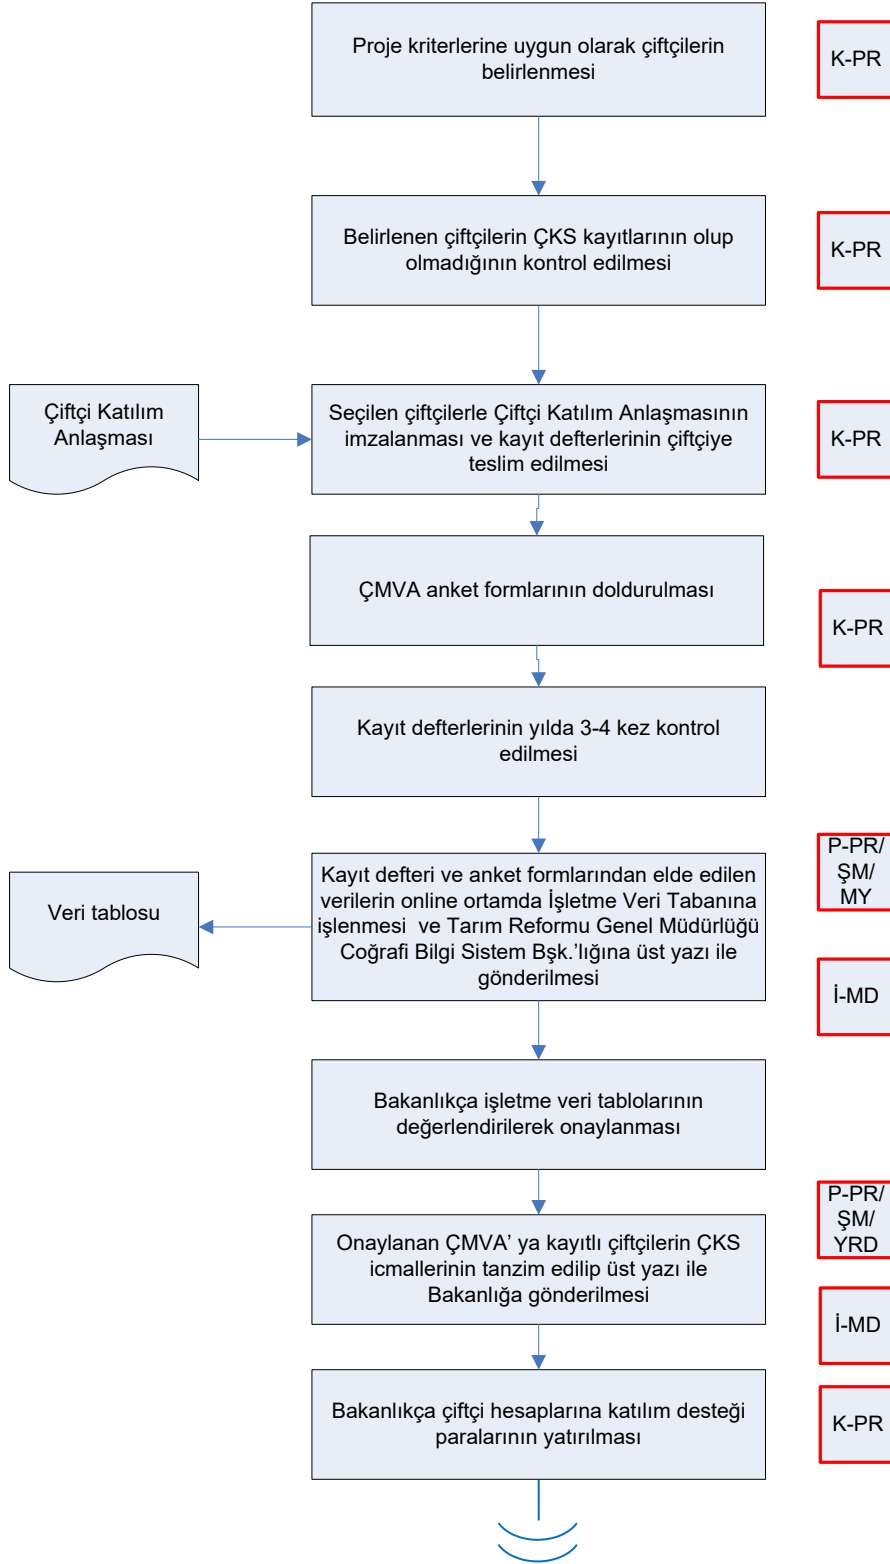 Proje kriterlerine uygun olarak çiftçilerin
belirlenmesi
K-PR
Belirlenen çiftçilerin ÇKS kayıtlarının olup
olmadığının kontrol edilmesi
K-PR
Çiftçi Katılım
Anlaşması
Seçilen çiftçilerle Çiftçi Katılım Anlaşmasının
imzalanması ve kayıt defterlerinin çiftçiye
teslim edilmesi
K-PR
ÇMVA anket formlarının doldurulması
K-PR
Kayıt defterlerinin yılda 3-4 kez kontrol
edilmesi
Veri tablosu
Kayıt defteri ve anket formlarından elde edilen
verilerin online ortamda İşletme Veri Tabanına
işlenmesi  ve Tarım Reformu Genel Müdürlüğü
Coğrafi Bilgi Sistem Bşk.’lığına üst yazı ile
gönderilmesi
P-PR/
ŞM/
MY
İ-MD
Bakanlıkça işletme veri tablolarının
değerlendirilerek onaylanması
Onaylanan ÇMVA’ ya kayıtlı çiftçilerin ÇKS
icmallerinin tanzim edilip üst yazı ile
Bakanlığa gönderilmesi
P-PR/
ŞM/
YRD
İ-MD
Bakanlıkça çiftçi hesaplarına katılım desteği
paralarının yatırılması
K-PR